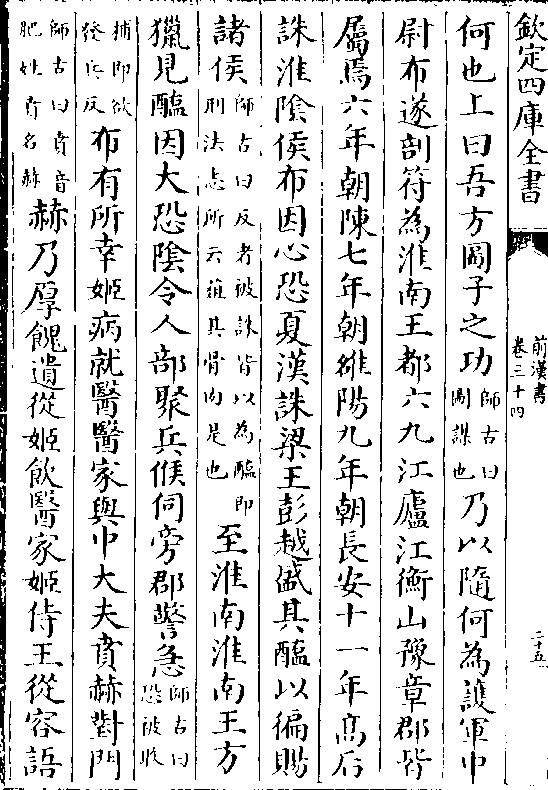 欽定四庫全書
前漢書
卷三十四
二十五
何也上曰吾方圖子之功師古曰圖謀也乃以隨何為護軍中
尉布遂剖符為淮南王都六九江廬江衡山豫章郡皆
屬焉六年朝陳七年朝雒陽九年朝長安十一年高后
誅淮陰侯布因心恐夏漢誅梁王彭越盛其醢以徧賜
諸侯師古曰反者被誅皆以為醢即刑法志所云菹其骨肉是也至淮南淮南王方
獵見醢因大恐陰令人部聚兵候伺旁郡警急師古曰恐被收
捕即欲發兵反布有所幸姬病就醫醫家與中大夫賁赫對門
師古曰賁音肥姓賁名赫赫乃厚餽遺從姬飲醫家姬侍王從容語